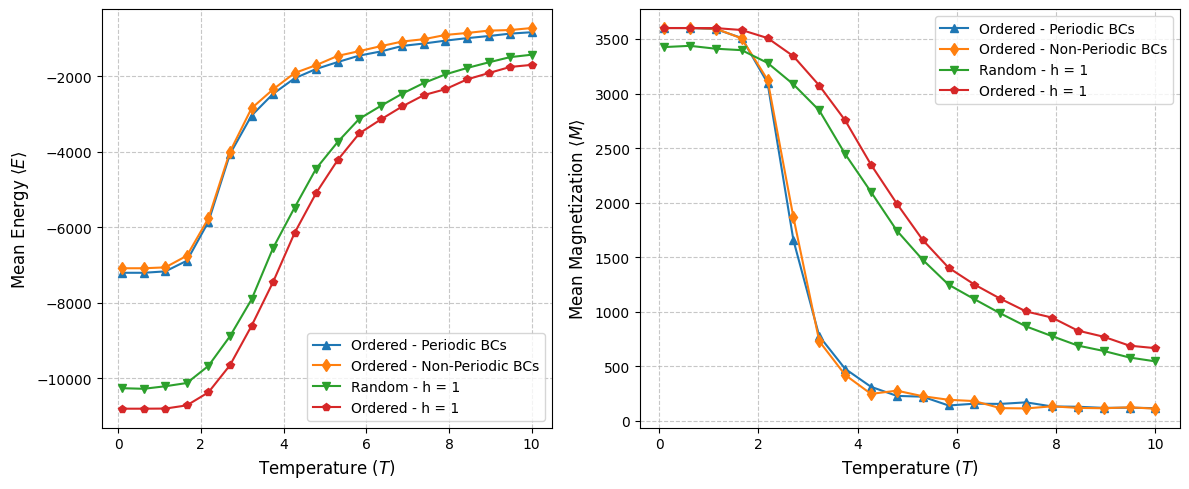 Mean Energy ⟨E⟩
−2000
−4000
−6000
−8000
−10000
0 2 4 6 8 10
Temperature (T)
Ordered - Periodic BCs
Ordered - Non-Periodic BCs
Random - h = 1
Ordered - h = 1
Mean Magnetization ⟨M⟩
3500
3000
2500
2000
1500
1000
500
0
0 2 4 6 8 10
Temperature (T)
Ordered - Periodic BCs
Ordered - Non-Periodic BCs
Random - h = 1
Ordered - h = 1